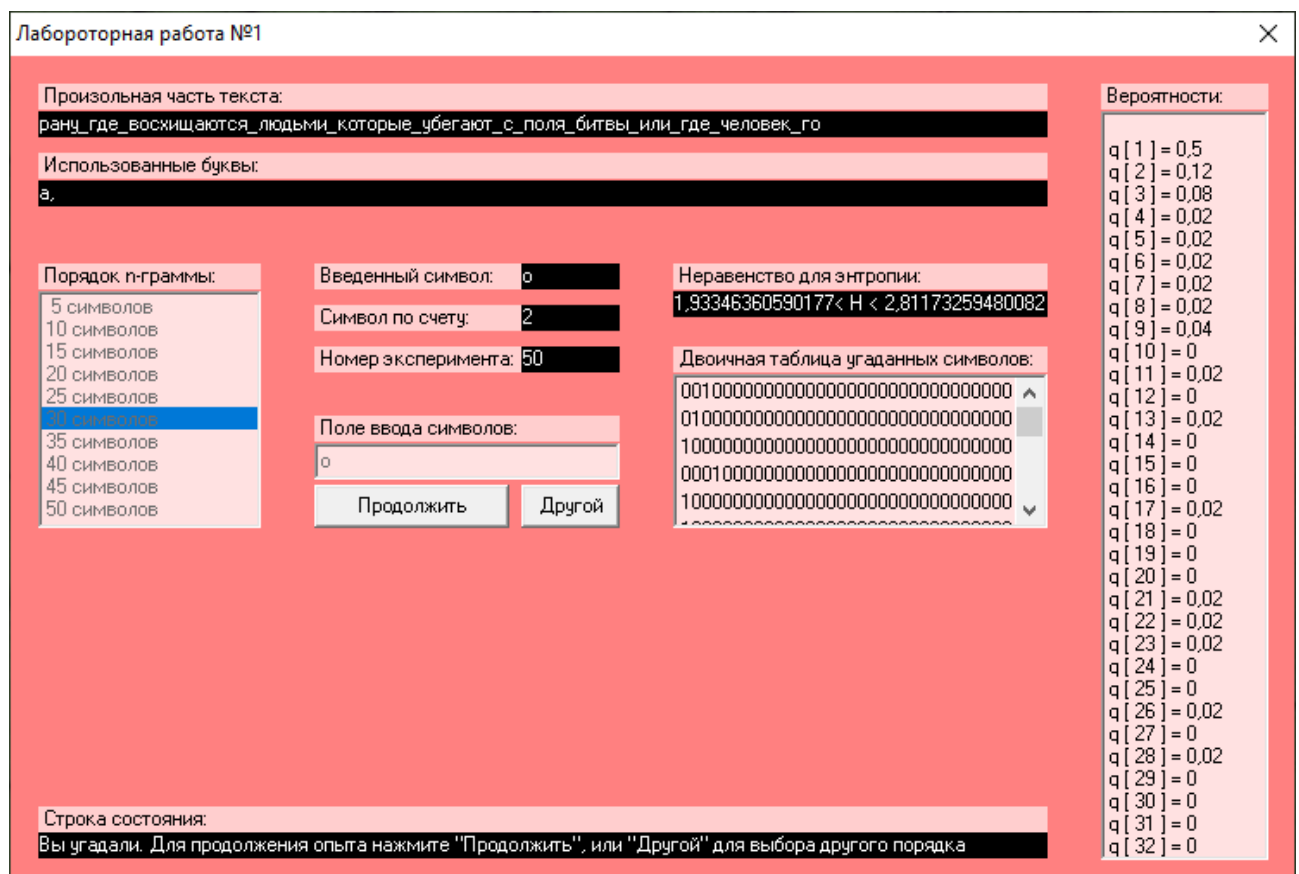 Лабороторная работа №1
Произольная часть текста:
рану_где_восхищаются_людьми_которые_убегают_с_поля_битвы_или_где_человек_го
Использованные буквы:
а,
Порядок n-граммы:
5 символов
10 символов
15 символов
20 символов
25 символов
30 символов
35 символов
40 символов
45 символов
50 символов
Введенный символ: о
Символ по счету: 2
Номер эксперимента: 50
Поле ввода символов:
о
Продолжить Другой
Неравенство для энтропии:
1,93346360590177< H < 2,81173259480082
Двоичная таблица угаданных символов:
00100000000000000000000000000000
01000000000000000000000000000000
10000000000000000000000000000000
00010000000000000000000000000000
10000000000000000000000000000000
Вероятности:
q [ 1 ] = 0,5
q [ 2 ] = 0,12
q [ 3 ] = 0,08
q [ 4 ] = 0,02
q [ 5 ] = 0,02
q [ 6 ] = 0,02
q [ 7 ] = 0,02
q [ 8 ] = 0,02
q [ 9 ] = 0,04
q [ 10 ] = 0
q [ 11 ] = 0,02
q [ 12 ] = 0
q [ 13 ] = 0,02
q [ 14 ] = 0
q [ 15 ] = 0
q [ 16 ] = 0
q [ 17 ] = 0,02
q [ 18 ] = 0
q [ 19 ] = 0
q [ 20 ] = 0
q [ 21 ] = 0,02
q [ 22 ] = 0,02
q [ 23 ] = 0,02
q [ 24 ] = 0
q [ 25 ] = 0
q [ 26 ] = 0,02
q [ 27 ] = 0
q [ 28 ] = 0,02
q [ 29 ] = 0
q [ 30 ] = 0
q [ 31 ] = 0
q [ 32 ] = 0
Строка состояния:
Вы угадали. Для продолжения опыта нажмите "Продолжить", или "Другой" для выбора другого порядка